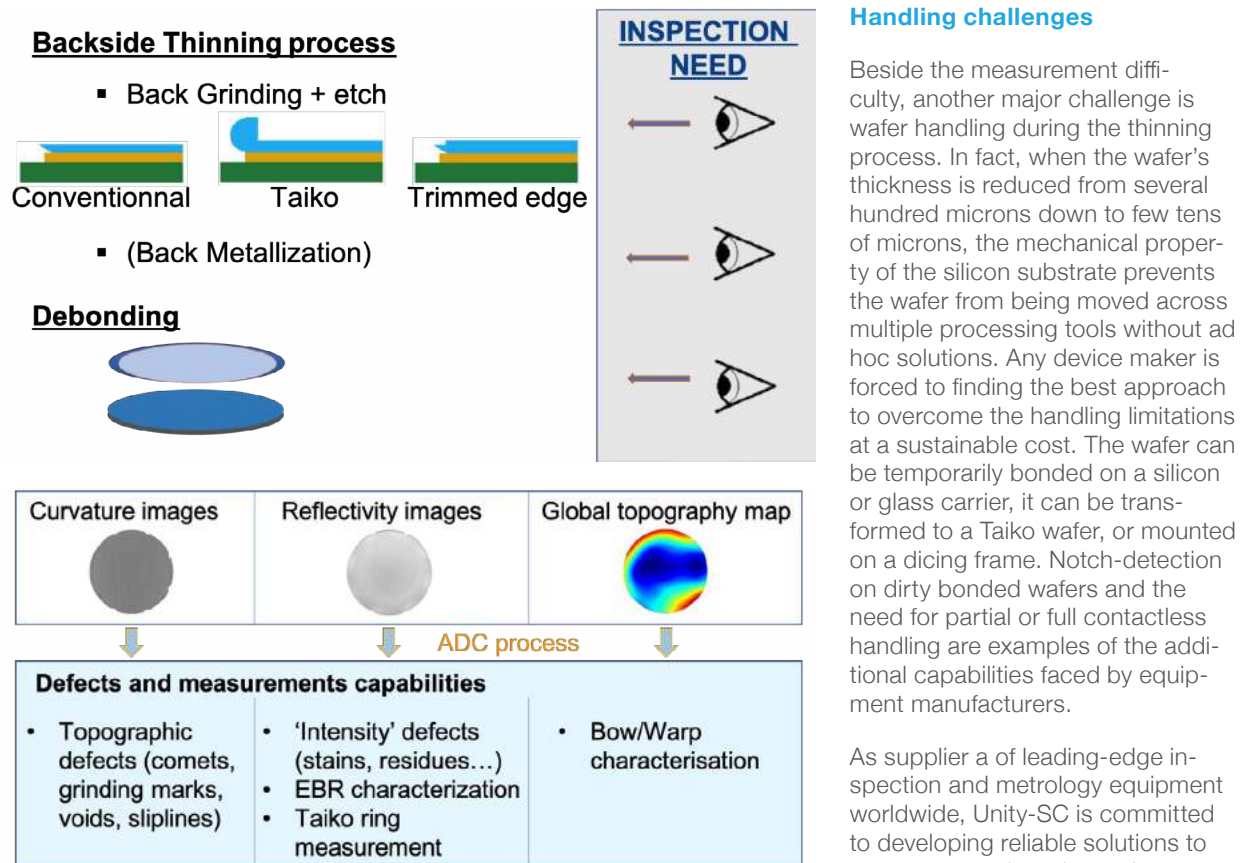 Backside Thinning process
▪ Back Grinding + etch
Conventionnal
Taiko
Trimmed edge
▪ (Back Metallization)
Debonding
INSPECTION
NEED
Curvature images
Reflectivity images
Global topography map
ADC process
Defects and measurements capabilities
• Topographic
defects (comets,
grinding marks,
voids, sliplines)
• 'Intensity' defects
(stains, residues…)
• EBR characterization
• Taiko ring
measurement
• Bow/Warp
characterisation
Handling challenges
Beside the measurement diffi-
culty, another major challenge is
wafer handling during the thinning
process. In fact, when the wafer's
thickness is reduced from several
hundred microns down to few tens
of microns, the mechanical proper-
ty of the silicon substrate prevents
the wafer from being moved across
multiple processing tools without ad
hoc solutions. Any device maker is
forced to finding the best approach
to overcome the handling limitations
at a sustainable cost. The wafer can
be temporarily bonded on a silicon
or glass carrier, it can be trans-
formed to a Taiko wafer, or mounted
on a dicing frame. Notch-detection
on dirty bonded wafers and the
need for partial or full contactless
handling are examples of the addi-
tional capabilities faced by equip-
ment manufacturers.
As supplier a of leading-edge in-
spection and metrology equipment
worldwide, Unity-SC is committed
to developing reliable solutions to